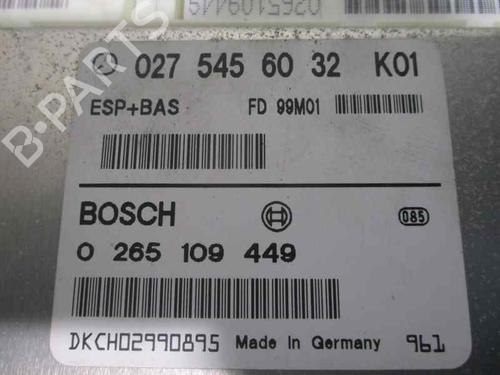 0265109449
027 545 60 32 K01
ESP+BAS FD 99M01
BOSCH 085
0 265 109 449
DKCH02990895 Made in Germany 961
B-PARTS